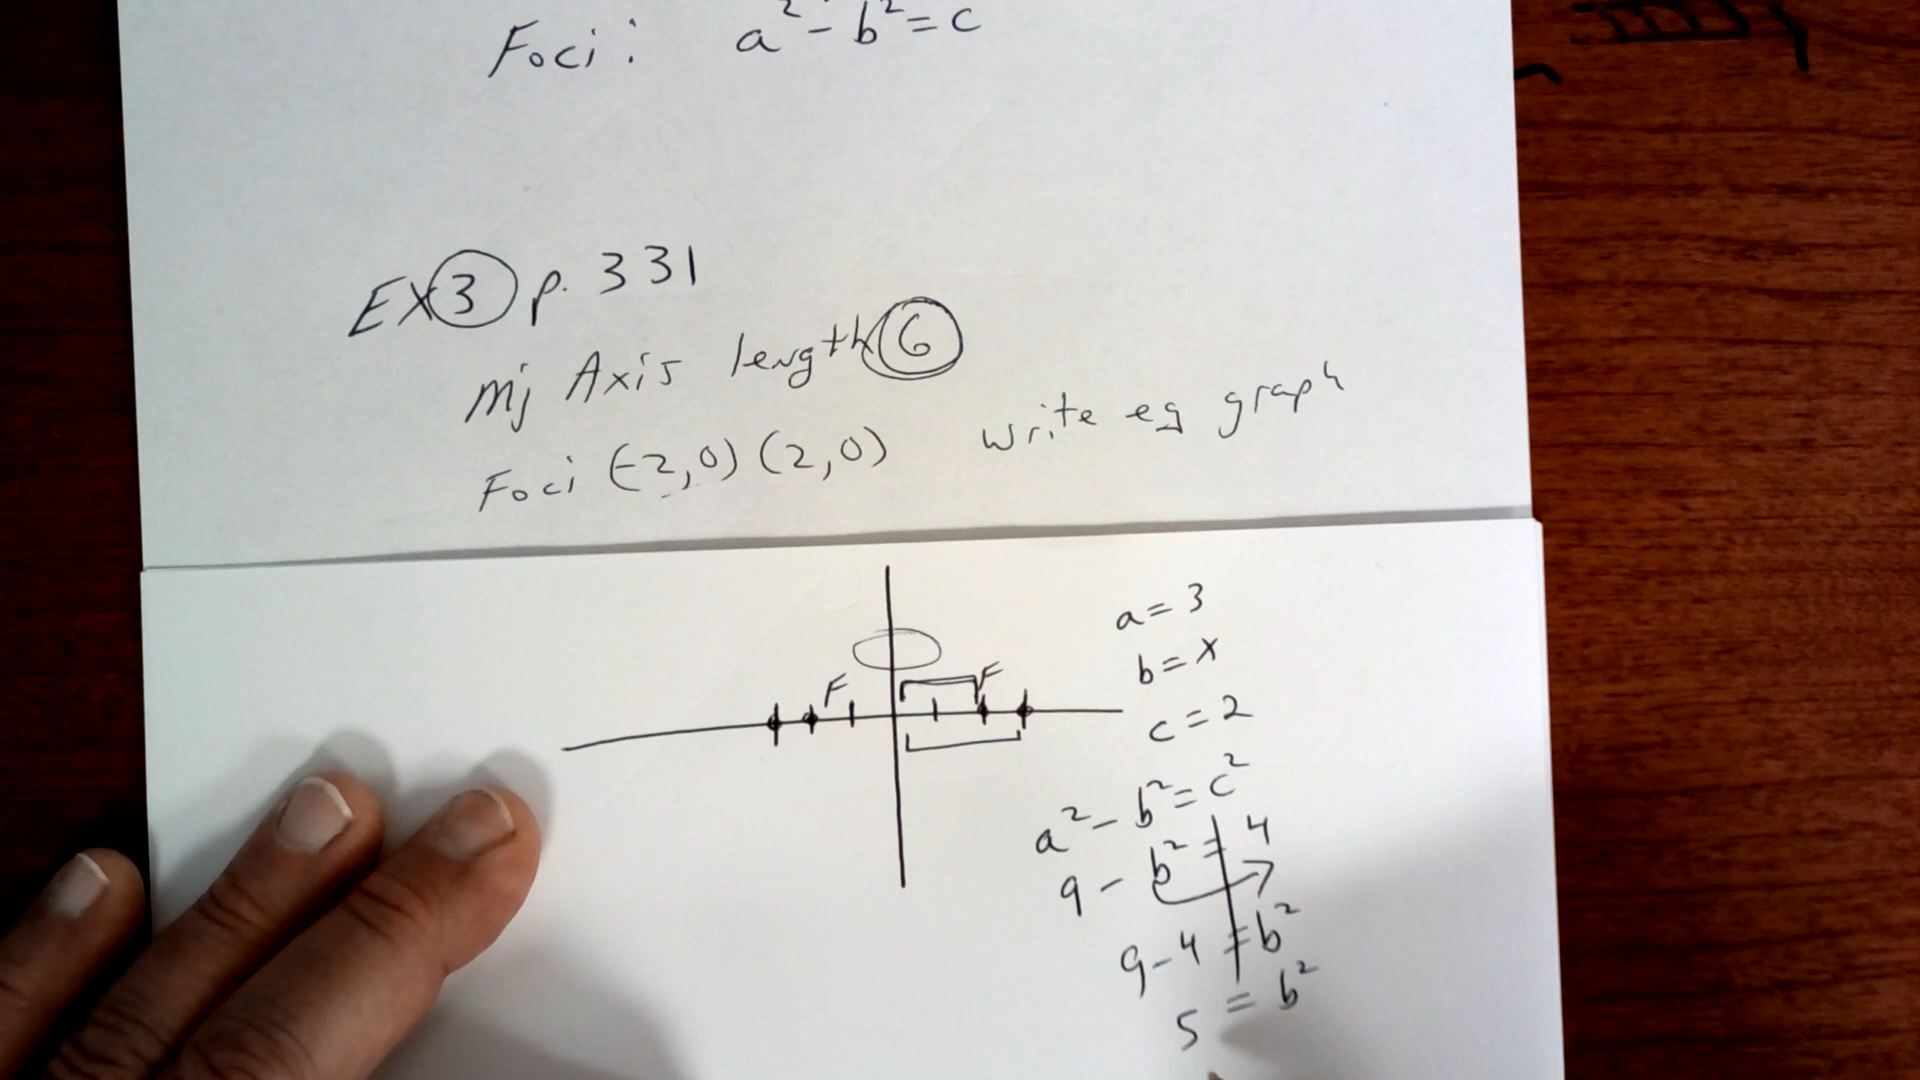 Foci: a² - b² = c
EX 3 p. 331
Mj Axis length 6
Foci (-2,0) (2,0) write eq graph
F F
a = 3
b = x
c = 2
a² - b² = c²
9 - b² = 4
9 - 4 = b²
5 = b²